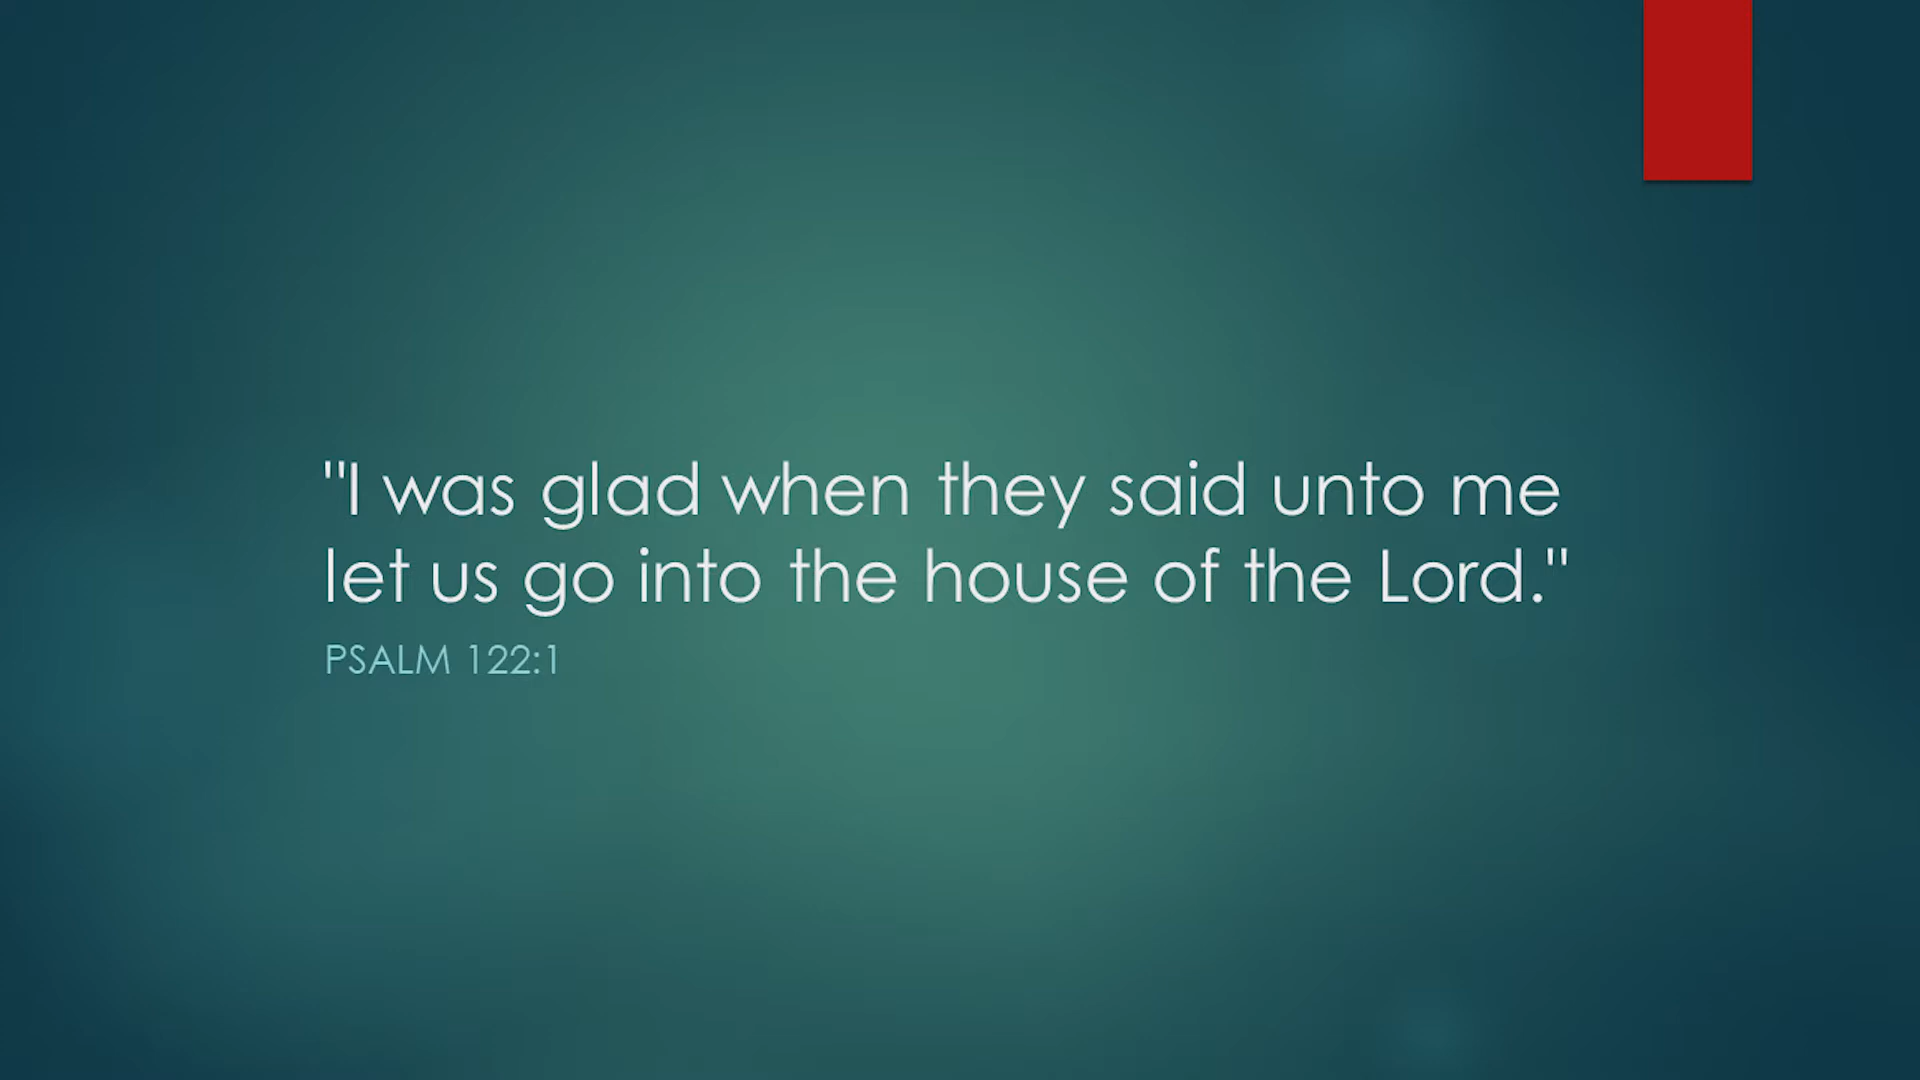 "I was glad when they said unto me
let us go into the house of the Lord."
PSALM 122:1